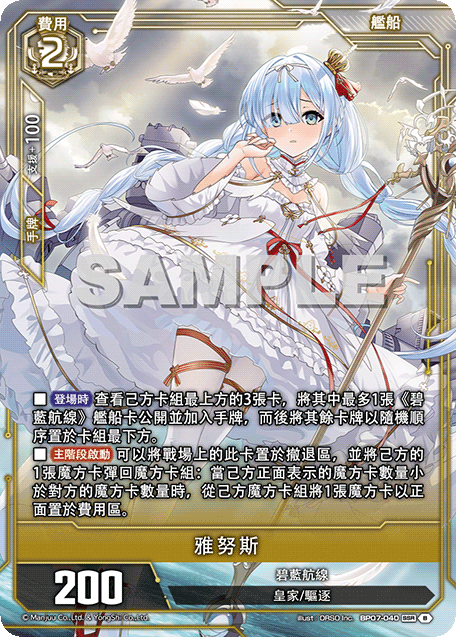 費用
2
艦船
支援+100
手牌
SAMPLE
■ 登場時 查看己方卡組最上方的3張卡，將其中最多1張《碧
藍航線》艦船卡公開並加入手牌，而後將其餘卡牌以隨機順
序置於卡組最下方。
■ 主階段啟動 可以將戰場上的此卡置於撤退區，並將己方的
1張魔方卡彈回魔方卡組：當己方正面表示的魔方卡數量小
於對方的魔方卡數量時，從己方魔方卡組將1張魔方卡以正
面置於費用區。
雅努斯
200
碧藍航線
皇家/驅逐
© Manjuu Co.,Ltd. & YongShi Co.,Ltd.
illust ORSO Inc. BP07-040 SSR B